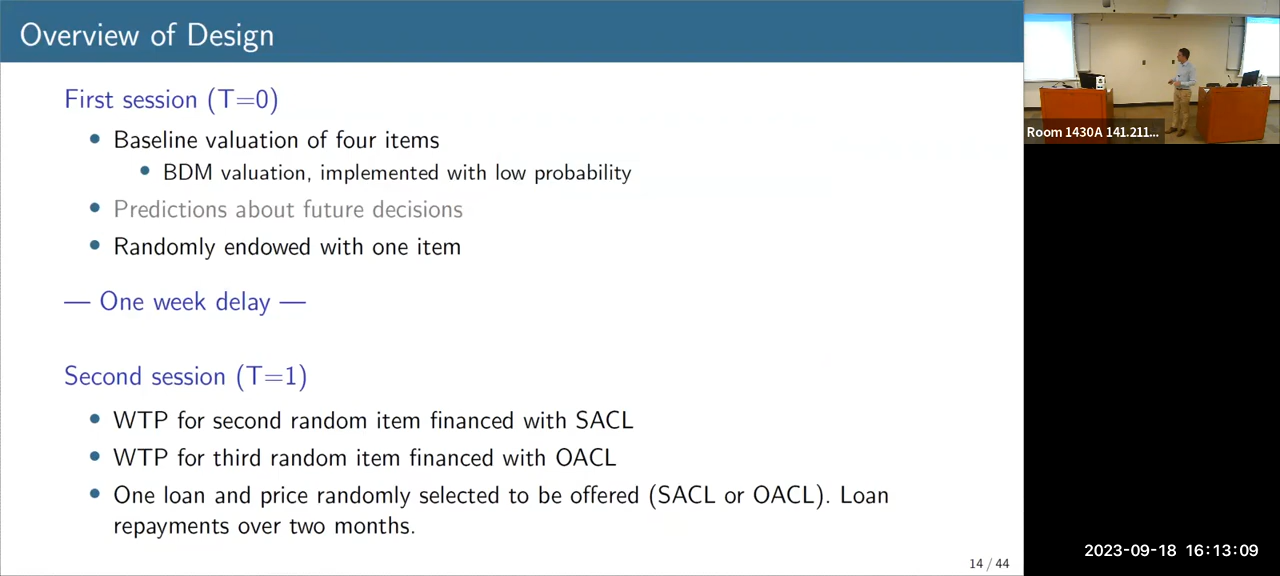 Overview of Design
First session (T=0)
Baseline valuation of four items
BDM valuation, implemented with low probability
Predictions about future decisions
Randomly endowed with one item
— One week delay —
Second session (T=1)
WTP for second random item financed with SACL
WTP for third random item financed with OACL
One loan and price randomly selected to be offered (SACL or OACL). Loan
repayments over two months.
14 / 44
Room 1430A 141.211...
2023-09-18 16:13:09